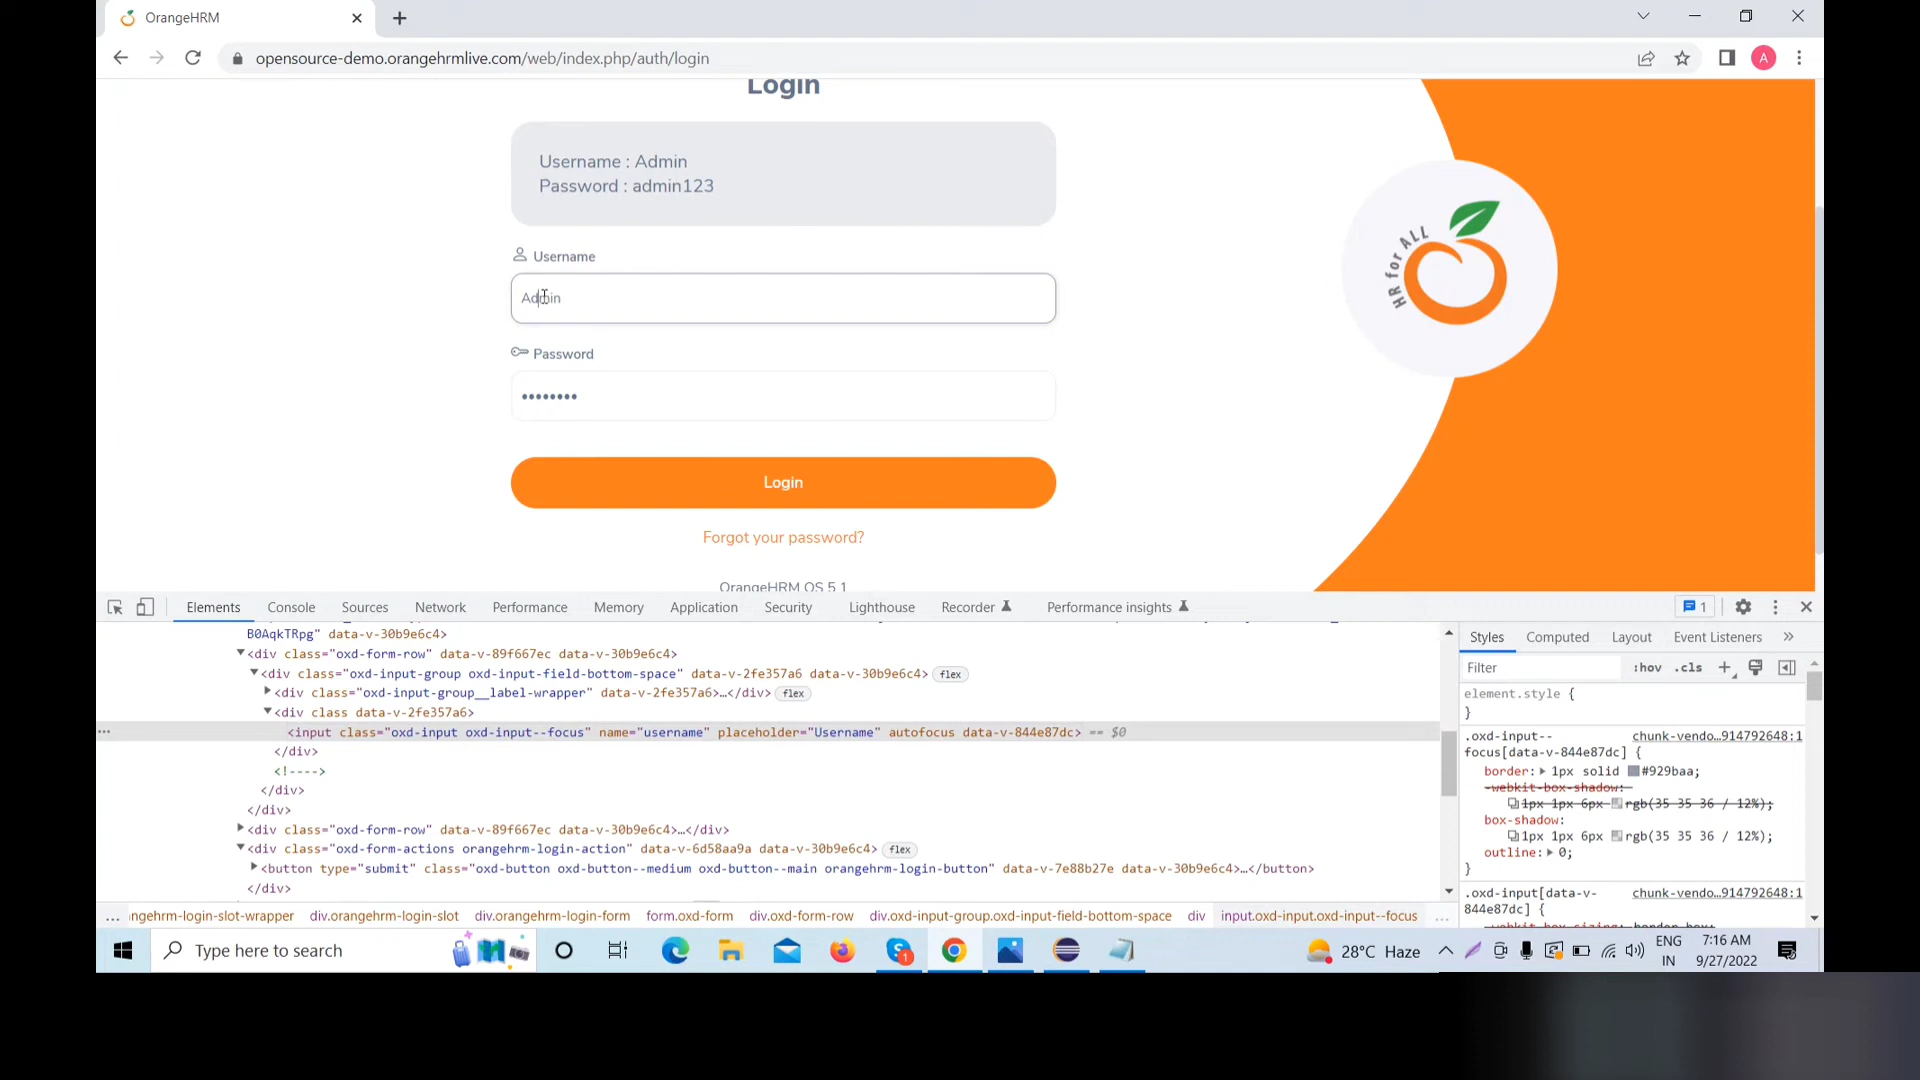 OrangeHRM
opensource-demo.orangehrmlive.com/web/index.php/auth/login
A
Login
Username : Admin
Password : admin123
Username
Admin
Password
••••••••
Login
Forgot your password?
OrangeHRM OS 5.1
HR for ALL
Elements Console Sources Network Performance Memory Application Security Lighthouse Recorder Performance insights 1
B0AqkTRpg" data-v-30b9e6c4>
<div class="oxd-form-row" data-v-89f667ec data-v-30b9e6c4>
<div class="oxd-input-group oxd-input-field-bottom-space" data-v-2fe357a6 data-v-30b9e6c4> flex
<div class="oxd-input-group__label-wrapper" data-v-2fe357a6>…</div> flex
<div class data-v-2fe357a6>
<input class="oxd-input oxd-input--focus" name="username" placeholder="Username" autofocus data-v-844e87dc> == $0
</div>
<!---->
</div>
</div>
<div class="oxd-form-row" data-v-89f667ec data-v-30b9e6c4>…</div>
<div class="oxd-form-actions orangehrm-login-action" data-v-6d58aa9a data-v-30b9e6c4> flex
<button type="submit" class="oxd-button oxd-button--medium oxd-button--main orangehrm-login-button" data-v-7e88b27e data-v-30b9e6c4>…</button>
</div>
... ngehrm-login-slot-wrapper div.orangehrm-login-slot div.orangehrm-login-form form.oxd-form div.oxd-form-row div.oxd-input-group.oxd-input-field-bottom-space div input.oxd-input.oxd-input--focus ...
Styles Computed Layout Event Listeners »
Filter :hov .cls +
element.style {
}
.oxd-input-- chunk-vendo…914792648:1
focus[data-v-844e87dc] {
border: 1px solid #929baa;
-webkit-box-shadow:
1px 1px 6px rgb(35 35 36 / 12%);
box-shadow:
1px 1px 6px rgb(35 35 36 / 12%);
outline: 0;
}
.oxd-input[data-v- chunk-vendo…914792648:1
844e87dc] {
Type here to search
1
28°C Haze
ENG
IN
7:16 AM
9/27/2022